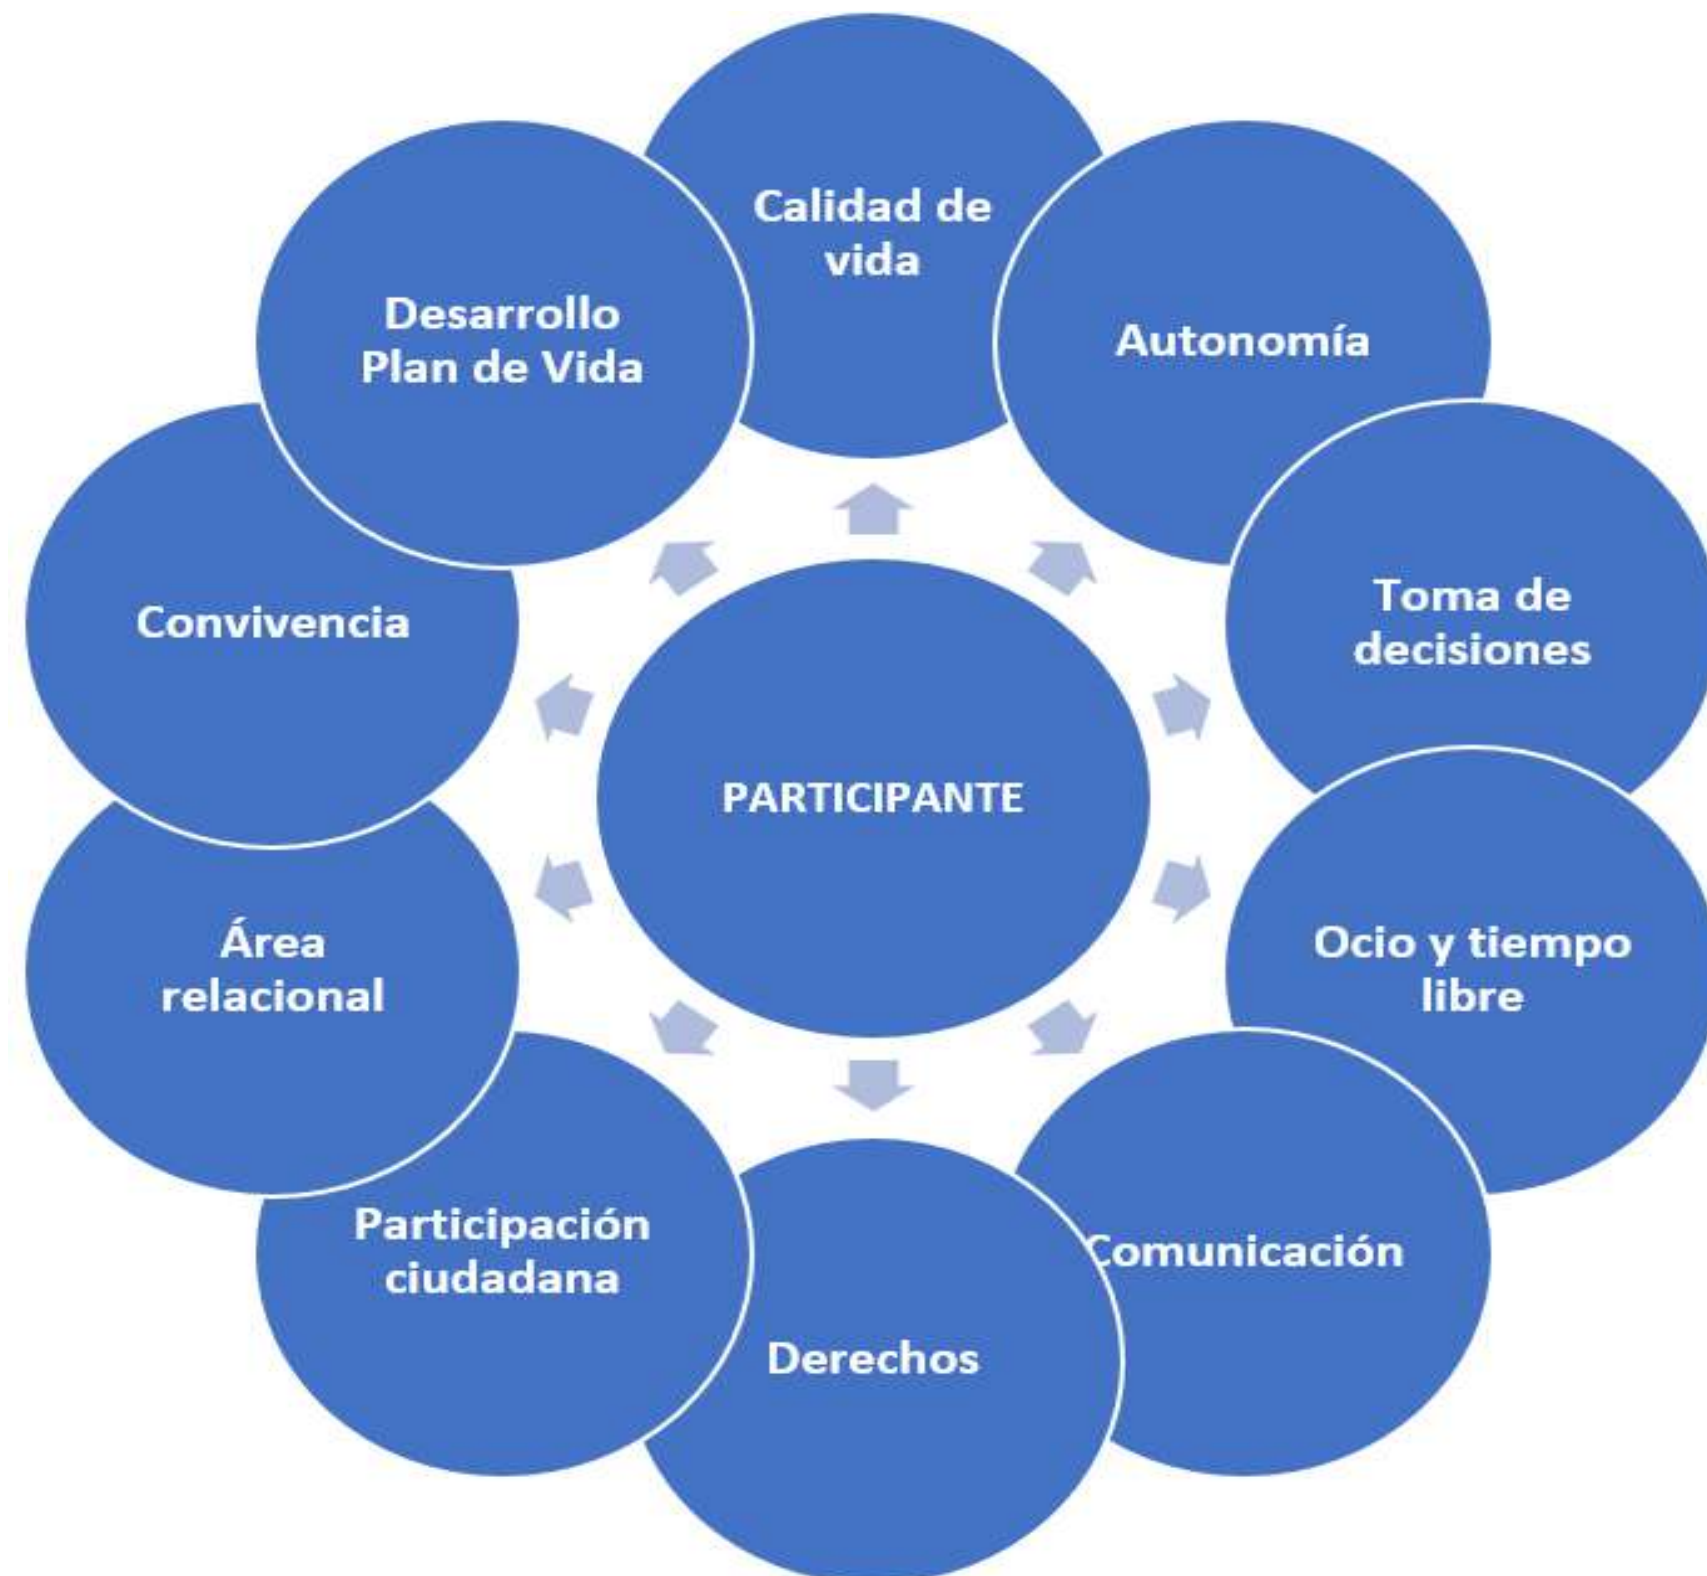 Calidad de
vida
Autonomía
Toma de
decisiones
Ocio y tiempo
libre
Comunicación
Derechos
Participación
ciudadana
Área
relacional
Convivencia
Desarrollo
Plan de Vida
PARTICIPANTE